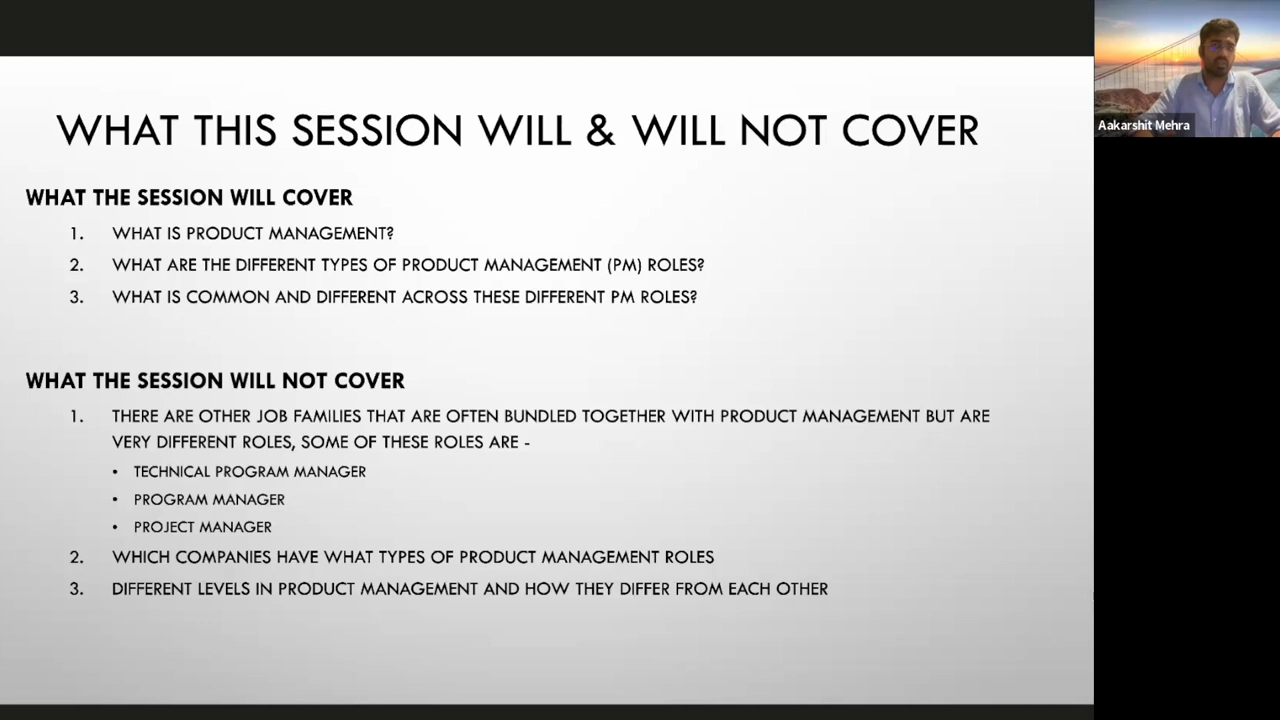 WHAT THIS SESSION WILL & WILL NOT COVER
WHAT THE SESSION WILL COVER
1. WHAT IS PRODUCT MANAGEMENT?
2. WHAT ARE THE DIFFERENT TYPES OF PRODUCT MANAGEMENT (PM) ROLES?
3. WHAT IS COMMON AND DIFFERENT ACROSS THESE DIFFERENT PM ROLES?
WHAT THE SESSION WILL NOT COVER
1. THERE ARE OTHER JOB FAMILIES THAT ARE OFTEN BUNDLED TOGETHER WITH PRODUCT MANAGEMENT BUT ARE
VERY DIFFERENT ROLES, SOME OF THESE ROLES ARE -
• TECHNICAL PROGRAM MANAGER
• PROGRAM MANAGER
• PROJECT MANAGER
2. WHICH COMPANIES HAVE WHAT TYPES OF PRODUCT MANAGEMENT ROLES
3. DIFFERENT LEVELS IN PRODUCT MANAGEMENT AND HOW THEY DIFFER FROM EACH OTHER
Aakarshit Mehra